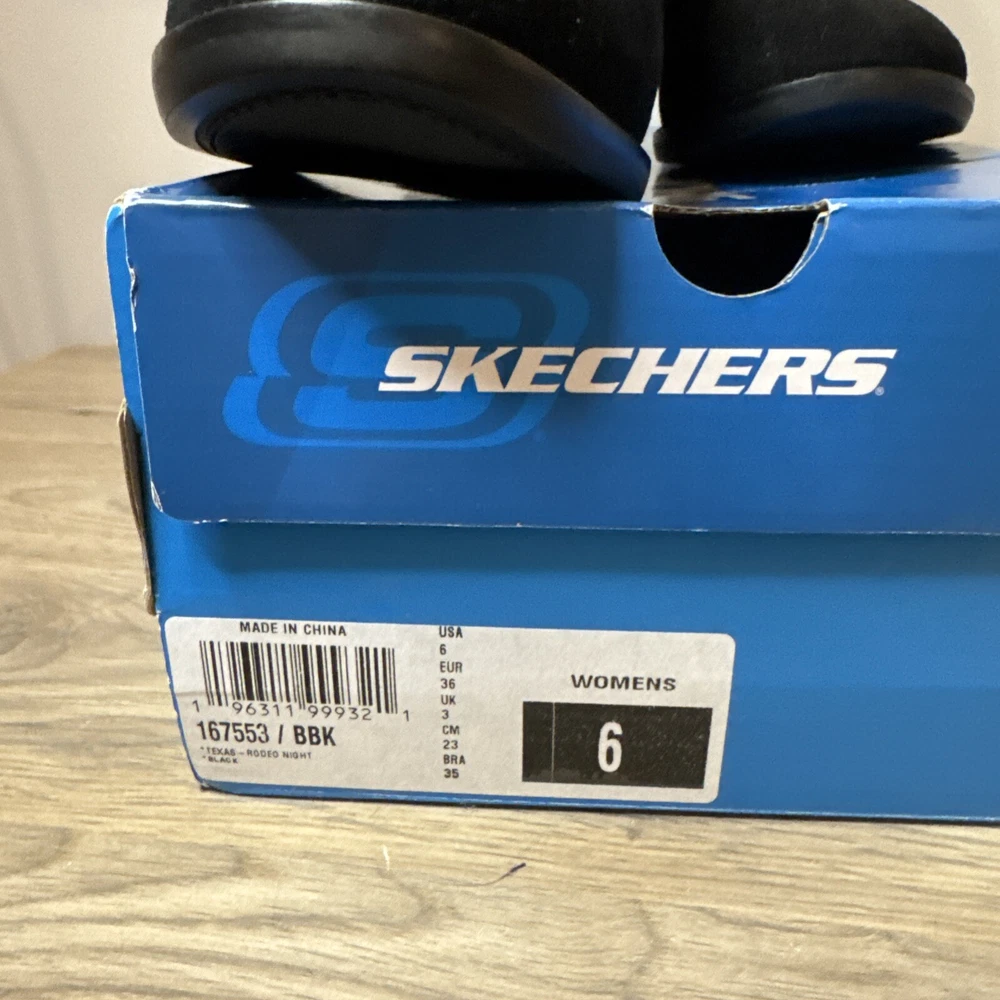 SKECHERS®
MADE IN CHINA
1 96311 99932 1
167553 / BBK
*TEXAS - RODEO NIGHT
*BLACK
USA
6
EUR
36
UK
3
CM
23
BRA
35
WOMENS
6